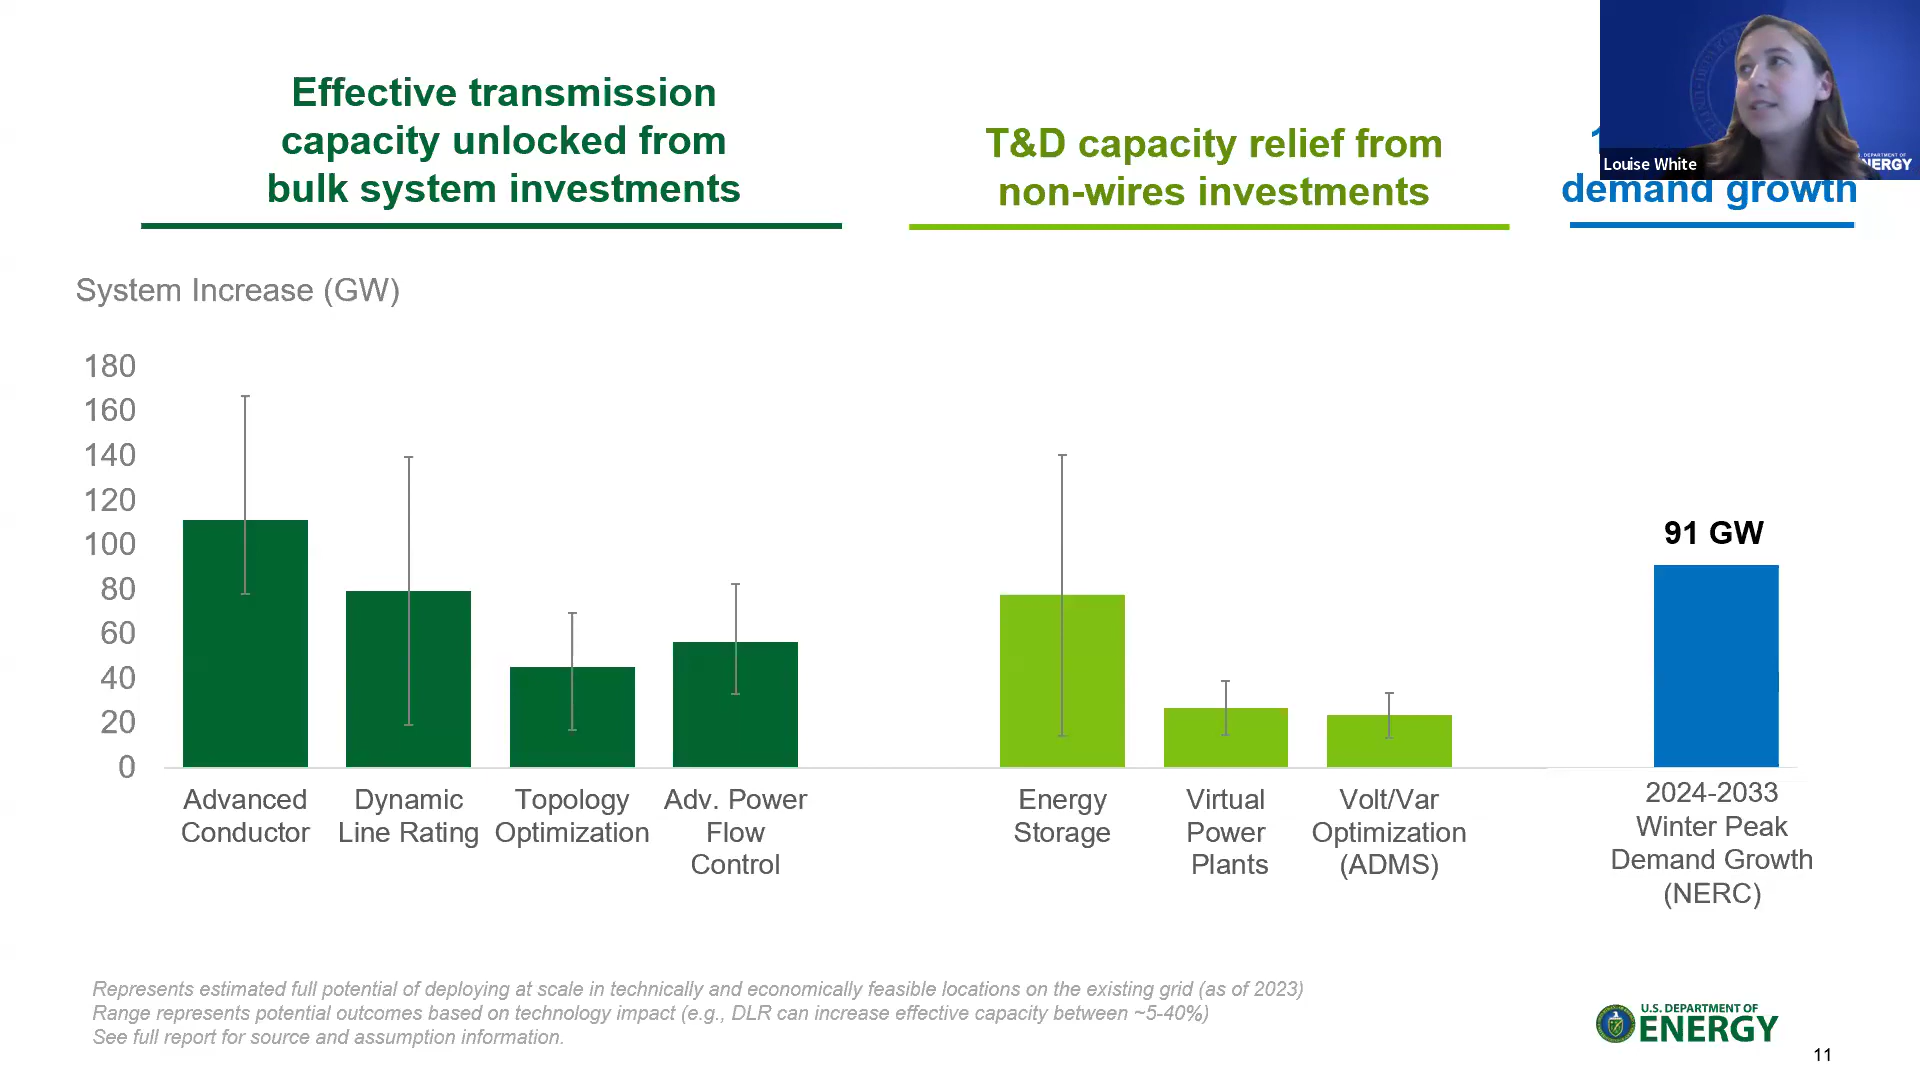 Effective transmission
capacity unlocked from
bulk system investments
T&D capacity relief from
non-wires investments
demand growth
Louise White
ENERGY
System Increase (GW)
180
160
140
120
100
80
60
40
20
0
91 GW
Advanced
Conductor
Dynamic
Line Rating
Topology
Optimization
Adv. Power
Flow
Control
Energy
Storage
Virtual
Power
Plants
Volt/Var
Optimization
(ADMS)
2024-2033
Winter Peak
Demand Growth
(NERC)
Represents estimated full potential of deploying at scale in technically and economically feasible locations on the existing grid (as of 2023)
Range represents potential outcomes based on technology impact (e.g., DLR can increase effective capacity between ~5-40%)
See full report for source and assumption information.
U.S. DEPARTMENT OF
ENERGY
11